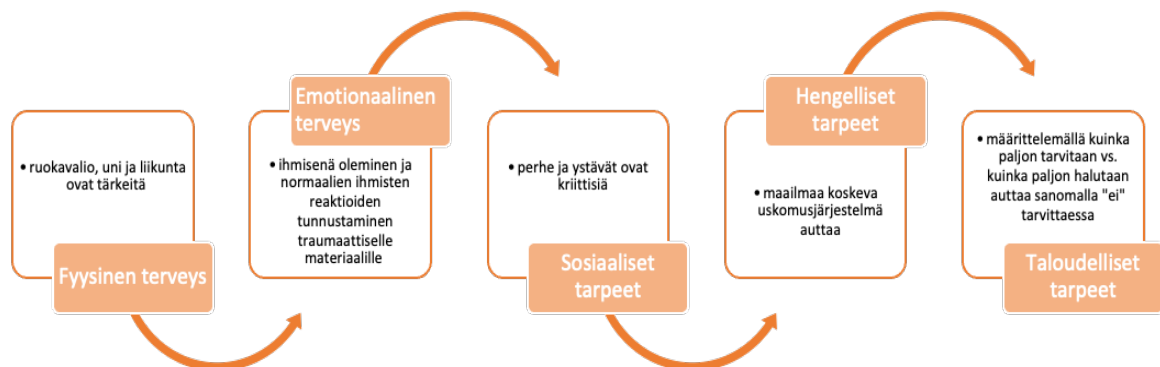 • ruokavalio, uni ja liikunta
ovat tärkeitä
Fyysinen terveys
Emotionaalinen
terveys
• ihmisenä oleminen ja
normaalien ihmisten
reaktioiden
tunnustaminen
traumaattiselle
materiaalille
• perhe ja ystävät ovat
kriittisiä
Sosiaaliset
tarpeet
Hengelliset
tarpeet
• maailmaa koskeva
uskomusjärjestelmä
auttaa
• määrittelemällä kuinka
paljon tarvitaan vs.
kuinka paljon halutaan
auttaa sanomalla "ei"
tarvittaessa
Taloudelliset
tarpeet